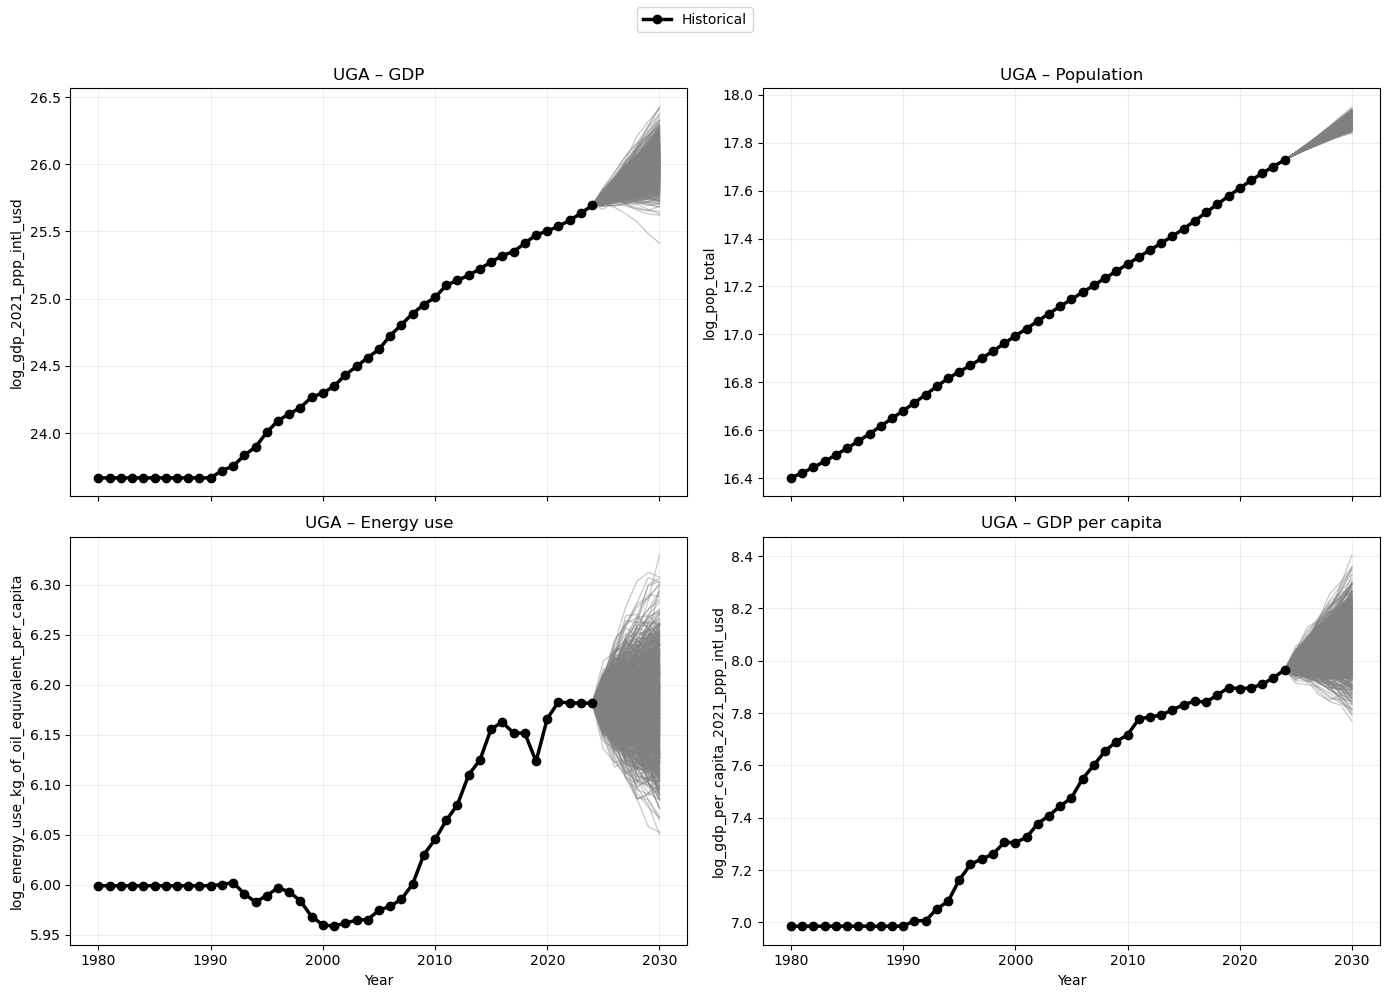 Historical
UGA – GDP
log_gdp_2021_ppp_intl_usd
26.5
26.0
25.5
25.0
24.5
24.0
UGA – Population
log_pop_total
18.0
17.8
17.6
17.4
17.2
17.0
16.8
16.6
16.4
UGA – Energy use
log_energy_use_kg_of_oil_equivalent_per_capita
6.30
6.25
6.20
6.15
6.10
6.05
6.00
5.95
1980 1990 2000 2010 2020 2030
Year
UGA – GDP per capita
log_gdp_per_capita_2021_ppp_intl_usd
8.4
8.2
8.0
7.8
7.6
7.4
7.2
7.0
1980 1990 2000 2010 2020 2030
Year